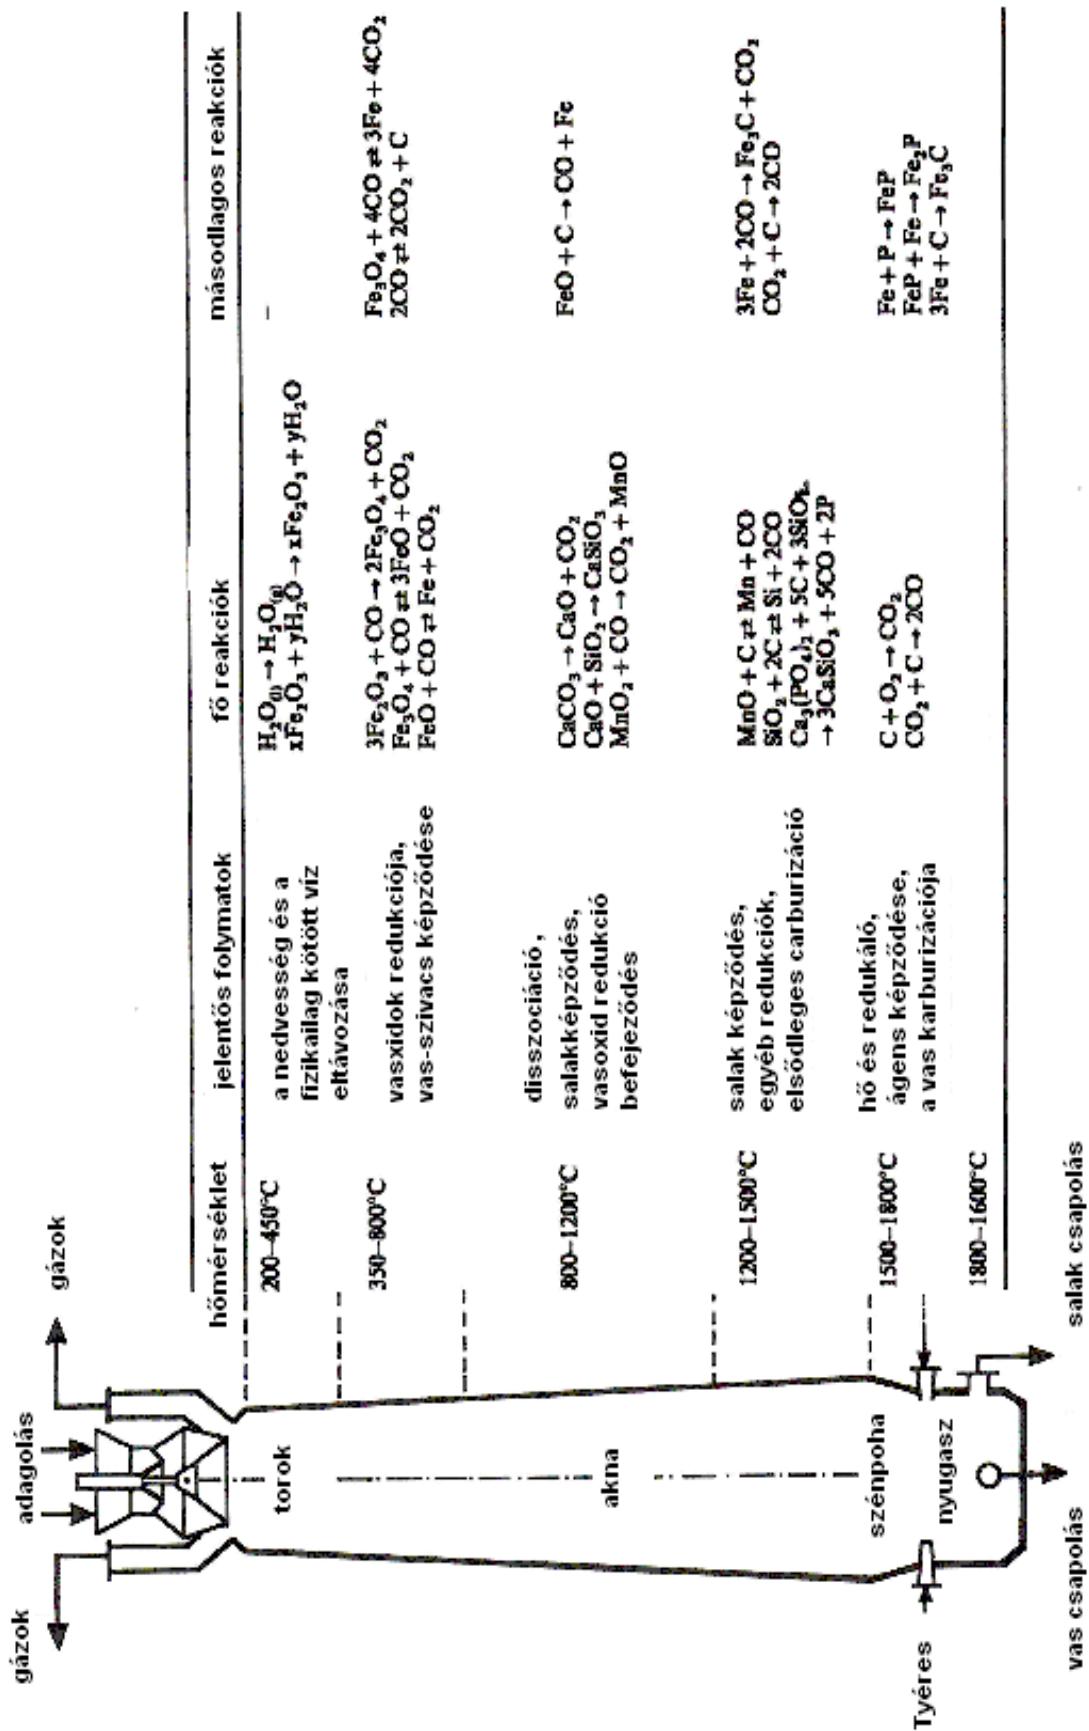 gázok
adagolás
gázok
torok
akna
szénpoha
nyugasz
Tyéres
vas csapolás
salak csapolás
hőmérséklet jelentős folymatok fő reakciók másodlagos reakciók
200–450°C
a nedvesség és a
fizikailag kötött víz
eltávozása
H₂O₍ₗ₎ → H₂O₍g₎
xFe₂O₃ + yH₂O → xFe₂O₃ + yH₂O
–
350–800°C
vasxidok redukciója,
vas-szivacs képződése
3Fe₂O₃ + CO → 2Fe₃O₄ + CO₂
Fe₃O₄ + CO ⇄ 3FeO + CO₂
FeO + CO ⇄ Fe + CO₂
Fe₃O₄ + 4CO ⇄ 3Fe + 4CO₂
2CO ⇄ 2CO₂ + C
800–1200°C
disszociáció ,
salakképződés,
vasoxid redukció
befejeződés
CaCO₃ → CaO + CO₂
CaO + SiO₂ → CaSiO₃
MnO₂ + CO → CO₂ + MnO
FeO + C → CO + Fe
1200–1500°C
salak képződés,
egyéb redukciók,
elsődleges carburizáció
MnO + C ⇄ Mn + CO
SiO₂ + 2C ⇄ Si + 2CO
Ca₃(PO₄)₂ + 5C + 3SiO₂
→ 3CaSiO₃ + 5CO + 2P
3Fe + 2CO → Fe₃C + CO₂
CO₂ + C → 2CO
1500–1800°C
hő és redukáló,
ágens képződése,
a vas karburizációja
C + O₂ → CO₂
CO₂ + C → 2CO
Fe + P → FeP
FeP + Fe → Fe₂P
3Fe + C → Fe₃C
1800–1600°C